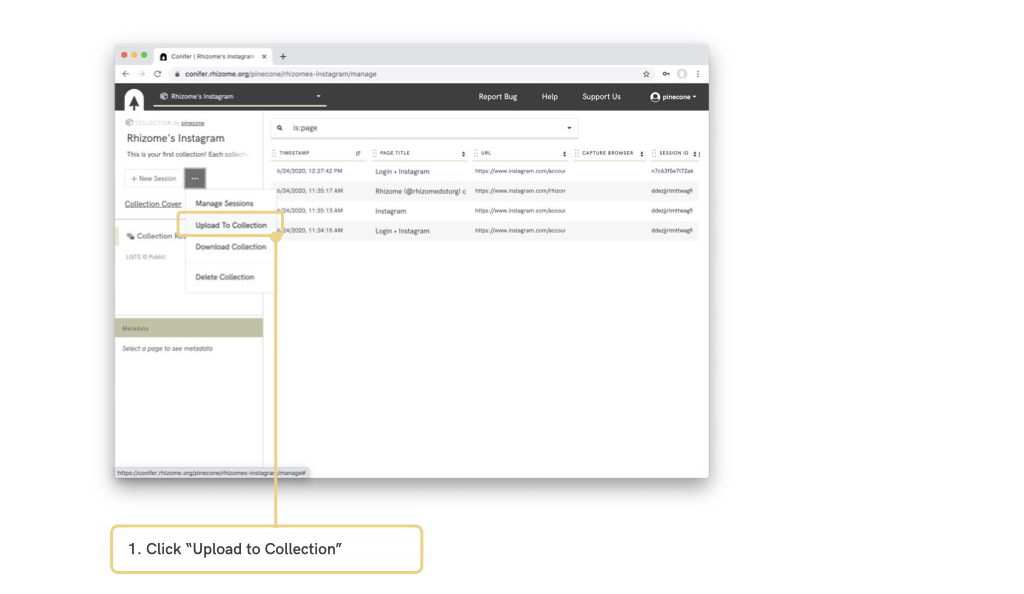 Conifer | Rhizome's Instagram
conifer.rhizome.org/pinecone/rhizomes-instagram/manage
Rhizome's Instagram
Report Bug
Help
Support Us
pinecone
COLLECTION by pinecone
Rhizome's Instagram
This is your first collection! Each collectio
+ New Session
...
Collection Cover
Manage Sessions
Upload To Collection
Download Collection
Delete Collection
Collection
LISTS (0 Public)
Metadata
Select a page to see metadata
is:page
TIMESTAMP PAGE TITLE URL CAPTURE BROWSER SESSION ID
6/24/2020, 12:27:42 PM Login • Instagram https://www.instagram.com/accour n7c63f5e7l72ak
6/24/2020, 11:35:17 AM Rhizome (@rhizomedotorg) c https://www.instagram.com/rhizon ddezjjrtmttwagfi
6/24/2020, 11:35:13 AM Instagram https://www.instagram.com/accour ddezjjrtmttwagfi
6/24/2020, 11:34:15 AM Login • Instagram https://www.instagram.com/accour ddezjjrtmttwagfi
https://conifer.rhizome.org/pinecone/rhizomes-instagram/manage#
1. Click “Upload to Collection”